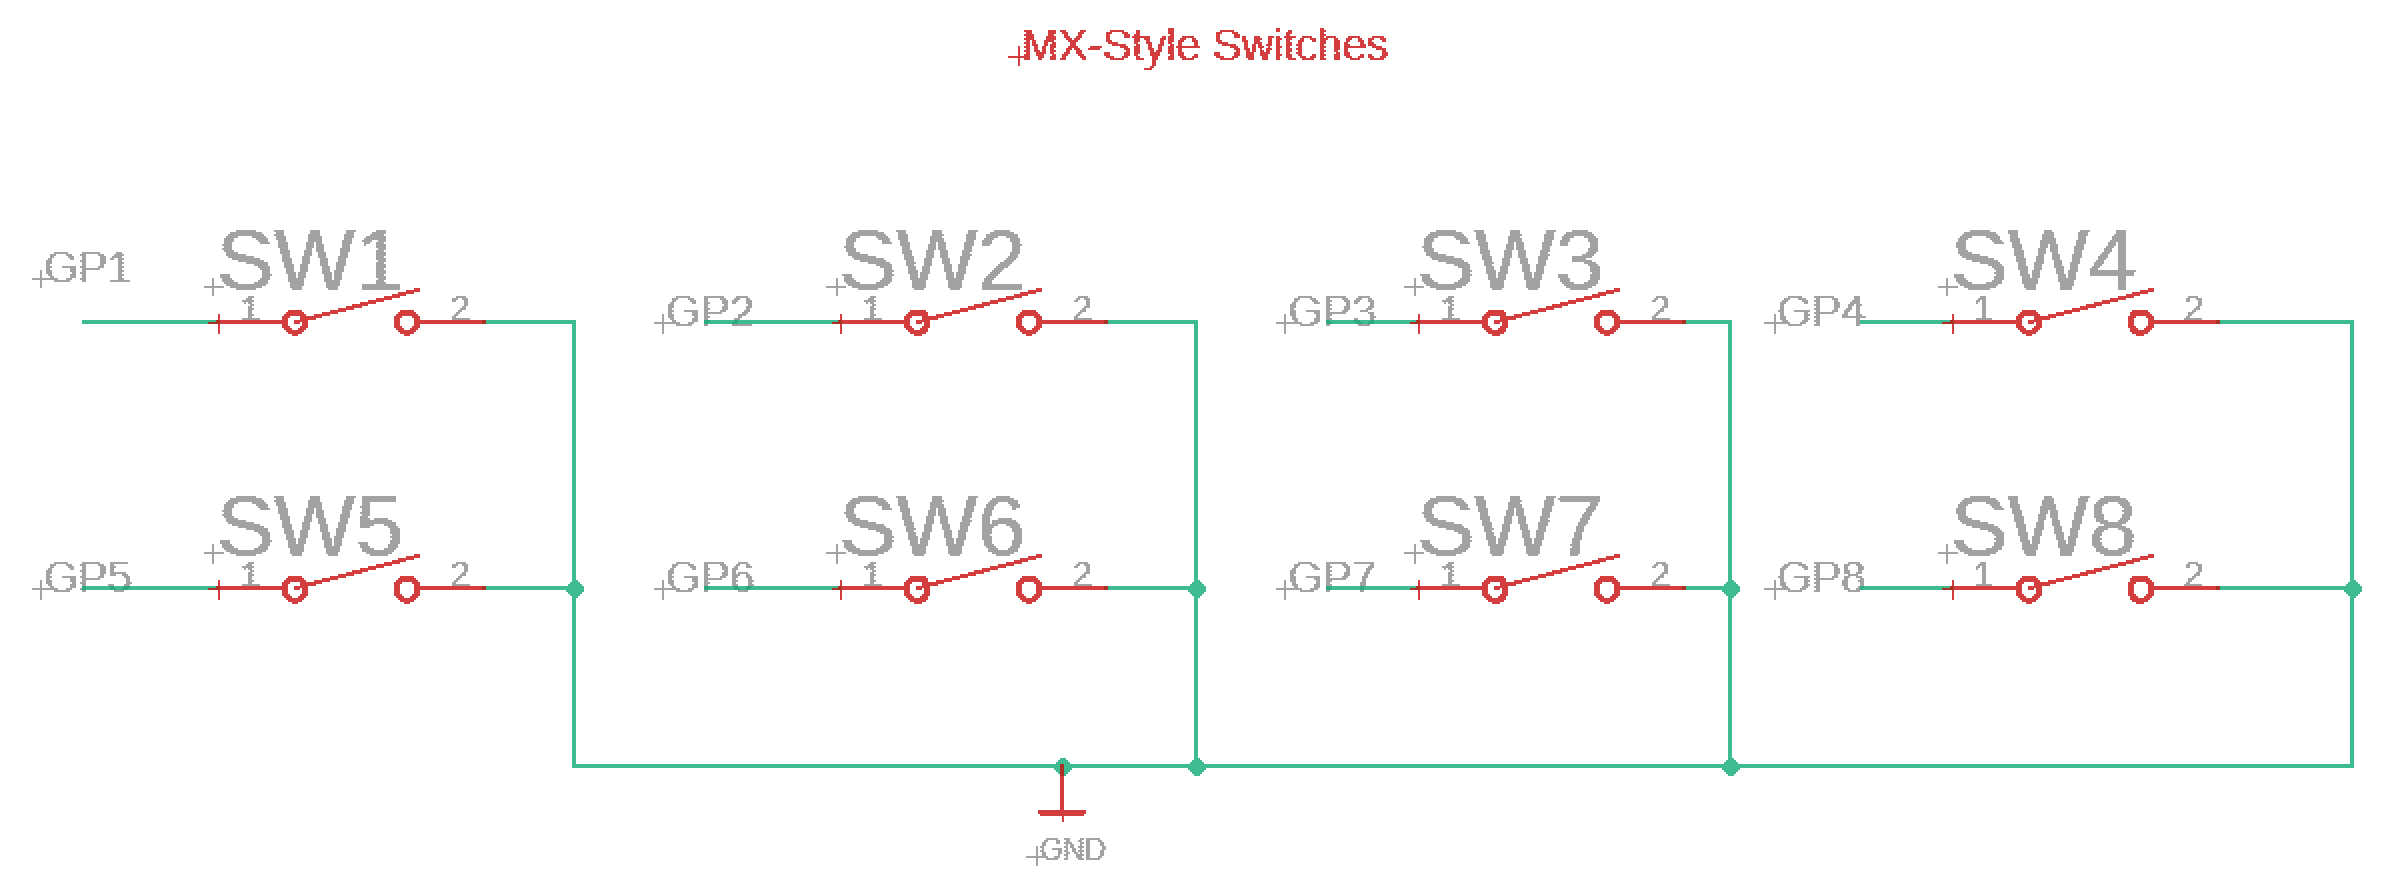 MX-Style Switches
SW1 SW2 SW3 SW4
GP1
1 2 GP2 1 2 GP3 1 2 GP4 1 2
SW5 SW6 SW7 SW8
GP5 1 2 GP6 1 2 GP7 1 2 GP8 1 2
GND